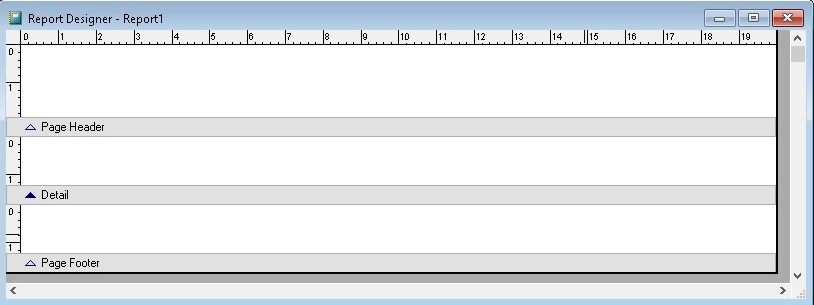 Report Designer - Report1
0 1 2 3 4 5 6 7 8 9 10 11 12 13 14 15 16 17 18 19
0
1
Page Header
0
1
Detail
0
1
Page Footer